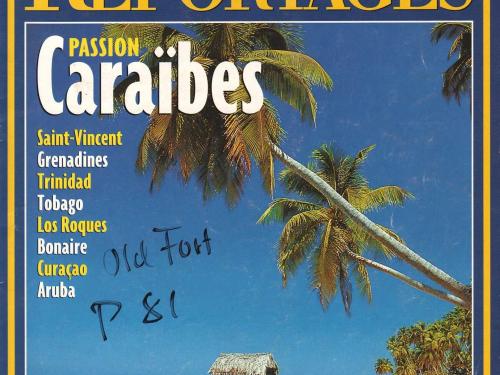 REPORTAGES
PASSION
Caraïbes
Saint-Vincent
Grenadines
Trinidad
Tobago
Los Roques
Bonaire
Curaçao
Aruba
Old Fort
P 81